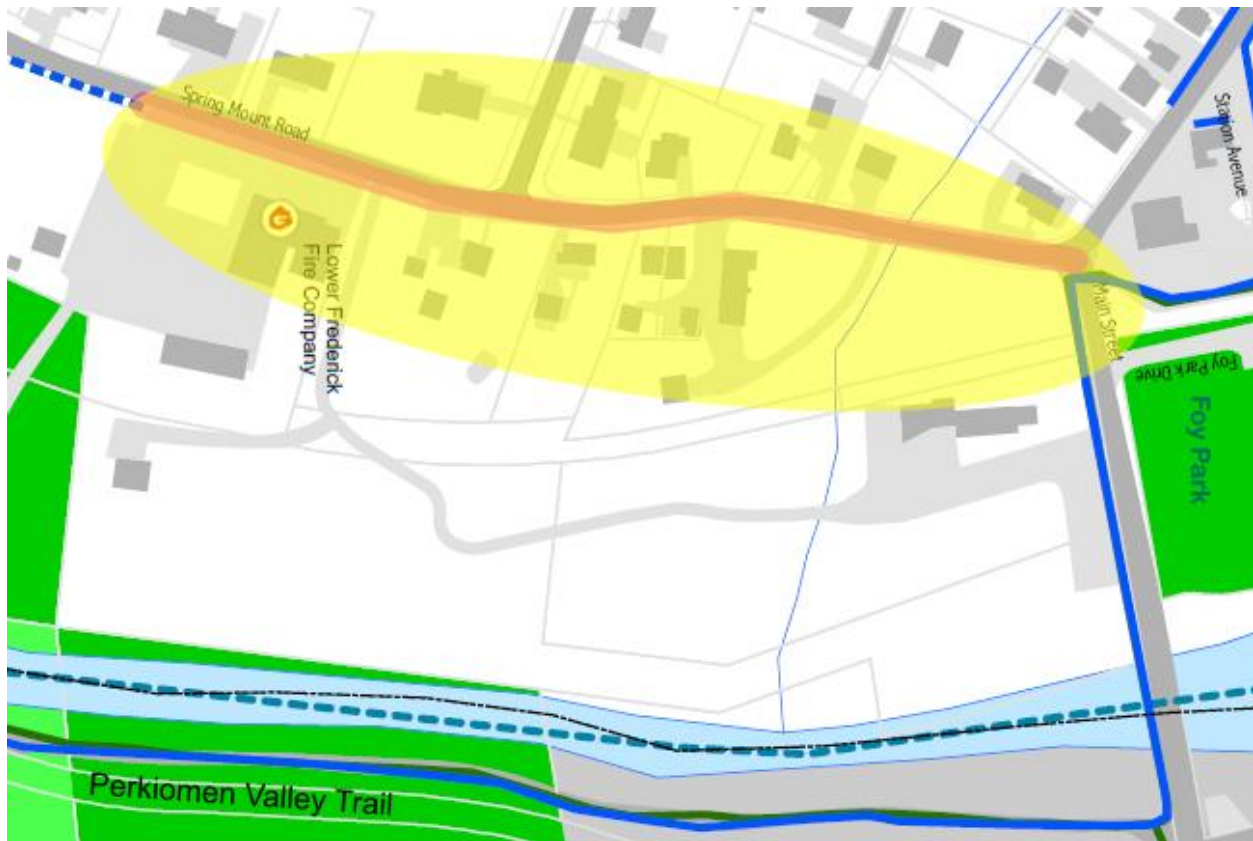 Spring Mount Road
Station Avenue
Lower Frederick
Fire Company
Main Street
Foy Park Drive
Foy Park
Perkiomen Valley Trail